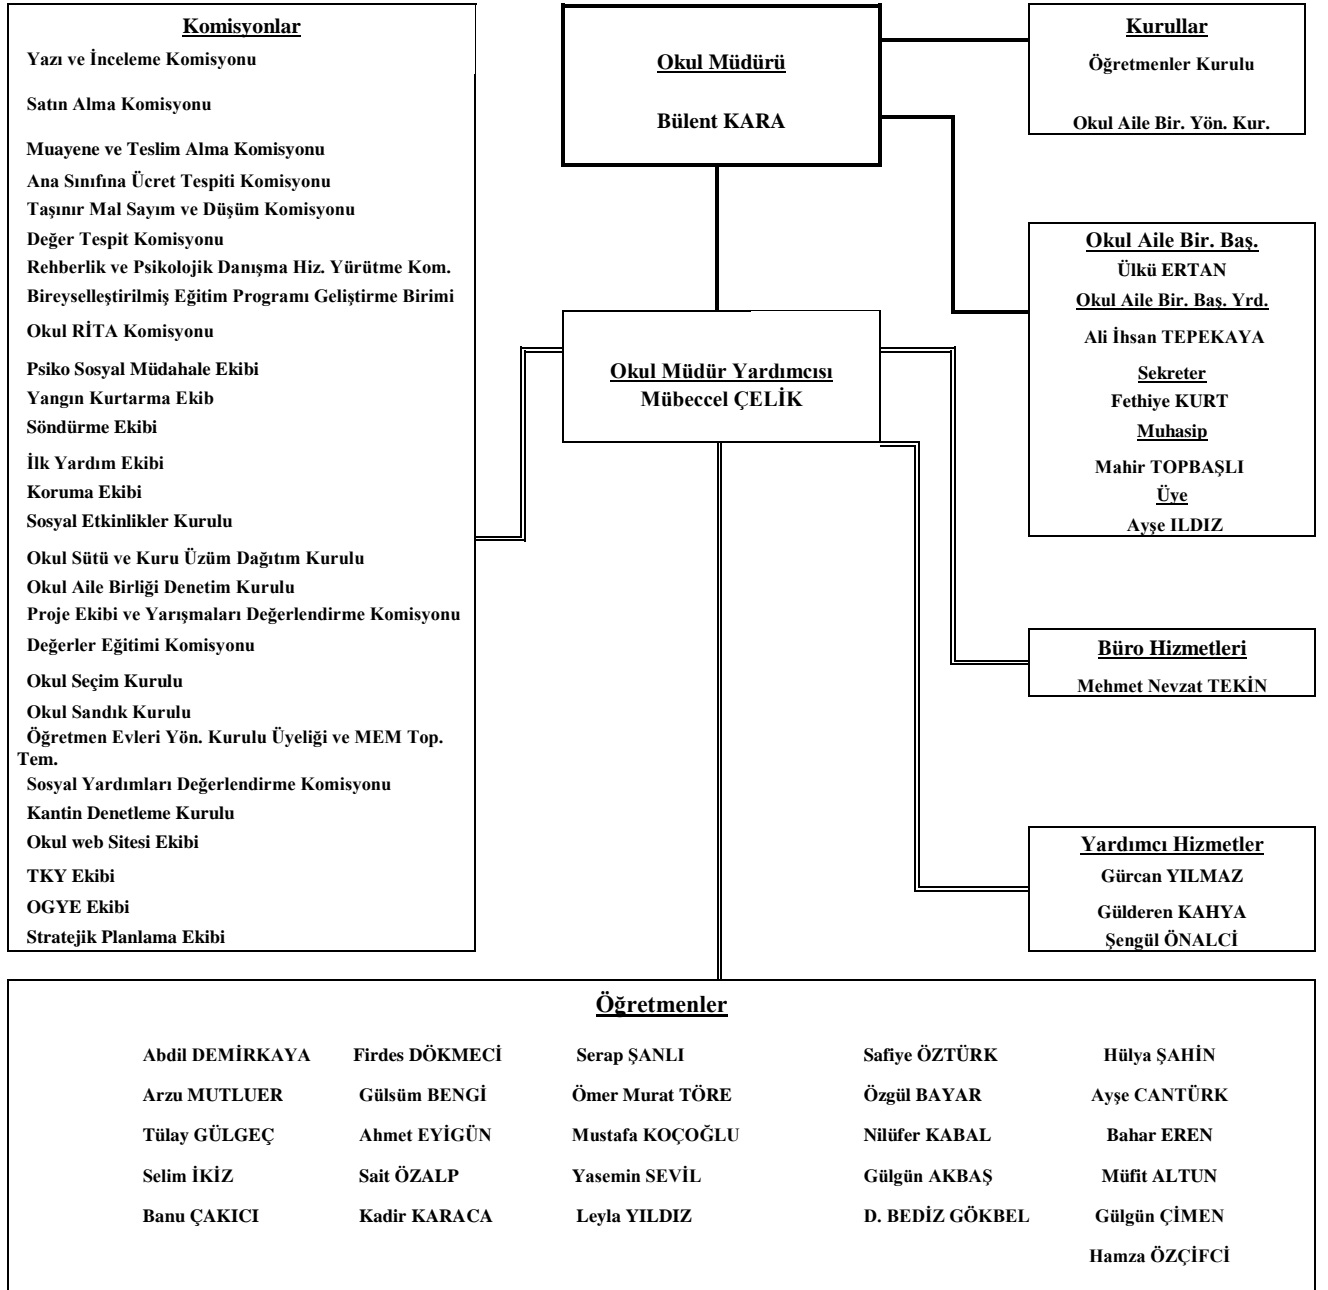 Komisyonlar
Yazı ve İnceleme Komisyonu
Satın Alma Komisyonu
Muayene ve Teslim Alma Komisyonu
Ana Sınıfına Ücret Tespiti Komisyonu
Taşınır Mal Sayım ve Düşüm Komisyonu
Değer Tespit Komisyonu
Rehberlik ve Psikolojik Danışma Hiz. Yürütme Kom.
Bireyselleştirilmiş Eğitim Programı Geliştirme Birimi
Okul RİTA Komisyonu
Psiko Sosyal Müdahale Ekibi
Yangın Kurtarma Ekib
Söndürme Ekibi
İlk Yardım Ekibi
Koruma Ekibi
Sosyal Etkinlikler Kurulu
Okul Sütü ve Kuru Üzüm Dağıtım Kurulu
Okul Aile Birliği Denetim Kurulu
Proje Ekibi ve Yarışmaları Değerlendirme Komisyonu
Değerler Eğitimi Komisyonu
Okul Seçim Kurulu
Okul Sandık Kurulu
Öğretmen Evleri Yön. Kurulu Üyeliği ve MEM Top.
Tem.
Sosyal Yardımları Değerlendirme Komisyonu
Kantin Denetleme Kurulu
Okul web Sitesi Ekibi
TKY Ekibi
OGYE Ekibi
Stratejik Planlama Ekibi
Okul Müdürü
Bülent KARA
Okul Müdür Yardımcısı
Mübeccel ÇELİK
Kurullar
Öğretmenler Kurulu
Okul Aile Bir. Yön. Kur.
Okul Aile Bir. Baş.
Ülkü ERTAN
Okul Aile Bir. Baş. Yrd.
Ali İhsan TEPEKAYA
Sekreter
Fethiye KURT
Muhasip
Mahir TOPBAŞLI
Üye
Ayşe ILDIZ
Büro Hizmetleri
Mehmet Nevzat TEKİN
Yardımcı Hizmetler
Gürcan YILMAZ
Gülderen KAHYA
Şengül ÖNALCİ
Öğretmenler
Abdil DEMİRKAYA Firdes DÖKMECİ Serap ŞANLI Safiye ÖZTÜRK Hülya ŞAHİN
Arzu MUTLUER Gülsüm BENGİ Ömer Murat TÖRE Özgül BAYAR Ayşe CANTÜRK
Tülay GÜLGEÇ Ahmet EYİGÜN Mustafa KOÇOĞLU Nilüfer KABAL Bahar EREN
Selim İKİZ Sait ÖZALP Yasemin SEVİL Gülgün AKBAŞ Müfit ALTUN
Banu ÇAKICI Kadir KARACA Leyla YILDIZ D. BEDİZ GÖKBEL Gülgün ÇİMEN
Hamza ÖZÇİFCİ